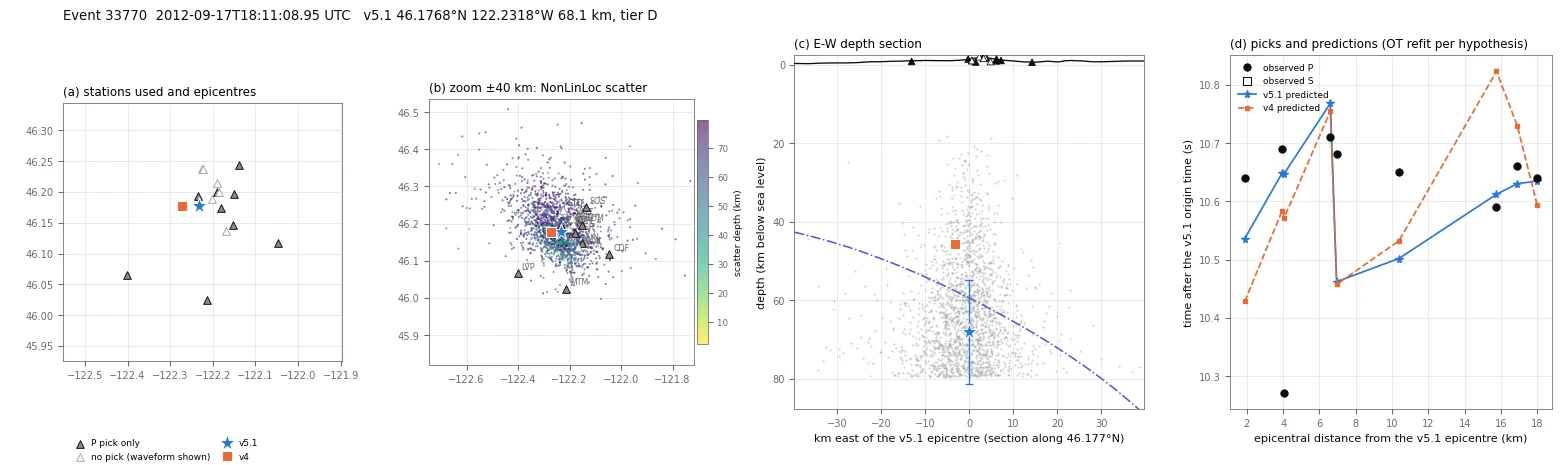 Event 33770  2012-09-17T18:11:08.95 UTC   v5.1 46.1768°N 122.2318°W 68.1 km, tier D
(a) stations used and epicentres
46.30
46.25
46.20
46.15
46.10
46.05
46.00
45.95
−122.5 −122.4 −122.3 −122.2 −122.1 −122.0 −121.9
P pick only
no pick (waveform shown)
v5.1
v4
(b) zoom ±40 km: NonLinLoc scatter
46.5
46.4
46.3
46.2
46.1
46.0
45.9
−122.6 −122.4 −122.2 −122.0 −121.8
SOS
CDF
LVP
MTM
70
60
50
40
30
20
10
scatter depth (km)
(c) E-W depth section
0
20
40
60
80
depth (km below sea level)
−30 −20 −10 0 10 20 30
km east of the v5.1 epicentre (section along 46.177°N)
(d) picks and predictions (OT refit per hypothesis)
observed P
observed S
v5.1 predicted
v4 predicted
10.8
10.7
10.6
10.5
10.4
10.3
time after the v5.1 origin time (s)
2 4 6 8 10 12 14 16 18
epicentral distance from the v5.1 epicentre (km)